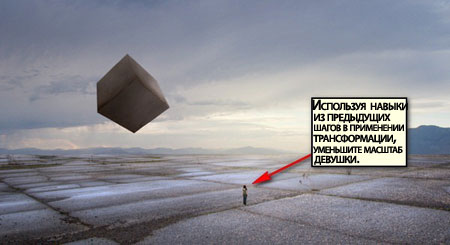 Используя навыки
из предыдущих
шагов в применении
трансформации,
уменьшите масштаб
девушки.